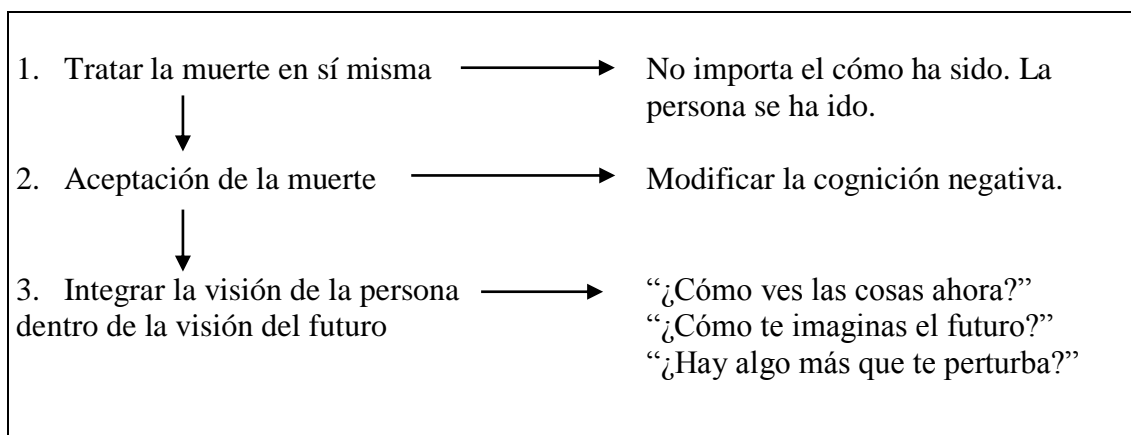 1. Tratar la muerte en sí misma
No importa el cómo ha sido. La
persona se ha ido.
2. Aceptación de la muerte
Modificar la cognición negativa.
3. Integrar la visión de la persona
dentro de la visión del futuro
“¿Cómo ves las cosas ahora?”
“¿Cómo te imaginas el futuro?”
“¿Hay algo más que te perturba?”